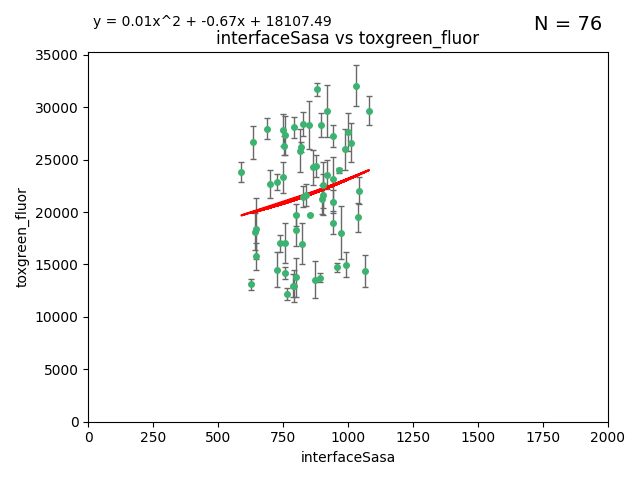 y = 0.01x^2 + -0.67x + 18107.49
N = 76
interfaceSasa vs toxgreen_fluor
35000
30000
25000
20000
15000
10000
5000
0
toxgreen_fluor
0 250 500 750 1000 1250 1500 1750 2000
interfaceSasa